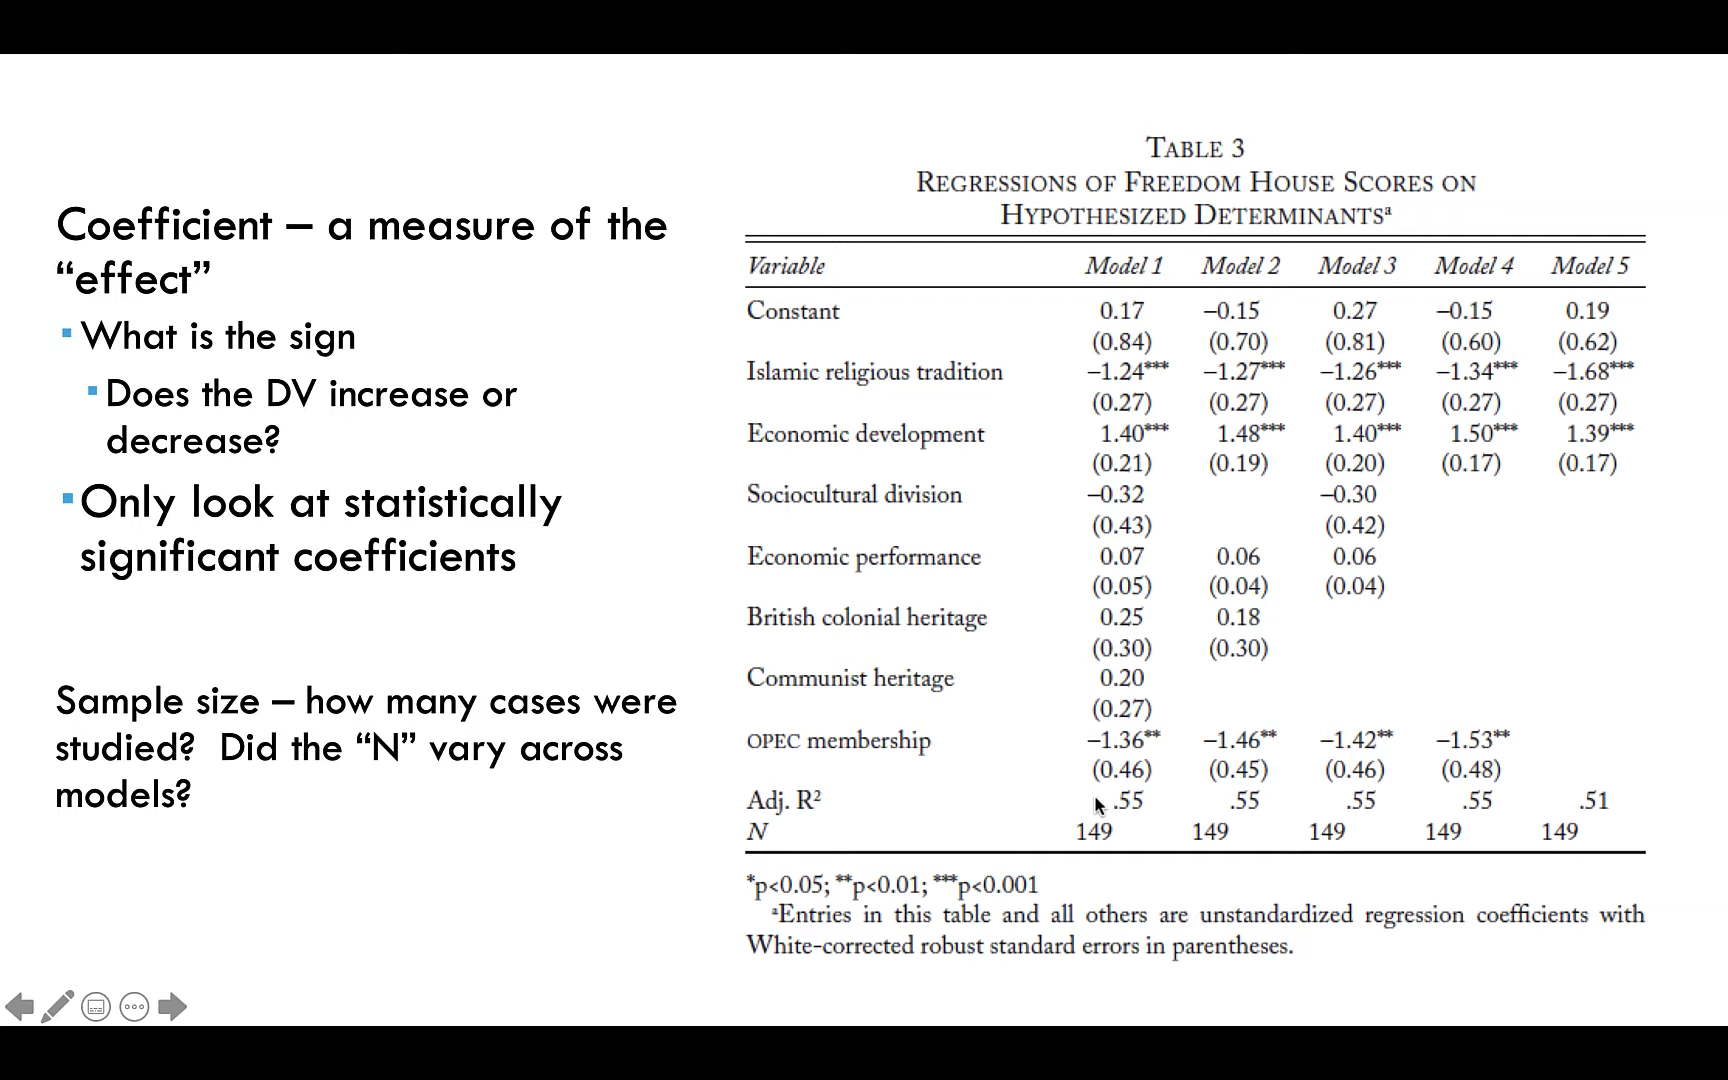 Coefficient – a measure of the
“effect”
▪What is the sign
▪Does the DV increase or
decrease?
▪Only look at statistically
significant coefficients
Sample size – how many cases were
studied?  Did the “N” vary across
models?
TABLE 3
REGRESSIONS OF FREEDOM HOUSE SCORES ON
HYPOTHESIZED DETERMINANTSᵃ
Variable Model 1 Model 2 Model 3 Model 4 Model 5
Constant 0.17 –0.15 0.27 –0.15 0.19
(0.84) (0.70) (0.81) (0.60) (0.62)
Islamic religious tradition –1.24*** –1.27*** –1.26*** –1.34*** –1.68***
(0.27) (0.27) (0.27) (0.27) (0.27)
Economic development 1.40*** 1.48*** 1.40*** 1.50*** 1.39***
(0.21) (0.19) (0.20) (0.17) (0.17)
Sociocultural division –0.32 –0.30
(0.43) (0.42)
Economic performance 0.07 0.06 0.06
(0.05) (0.04) (0.04)
British colonial heritage 0.25 0.18
(0.30) (0.30)
Communist heritage 0.20
(0.27)
OPEC membership –1.36** –1.46** –1.42** –1.53**
(0.46) (0.45) (0.46) (0.48)
Adj. R² .55 .55 .55 .55 .51
N 149 149 149 149 149
*p<0.05; **p<0.01; ***p<0.001
ᵃEntries in this table and all others are unstandardized regression coefficients with
White-corrected robust standard errors in parentheses.